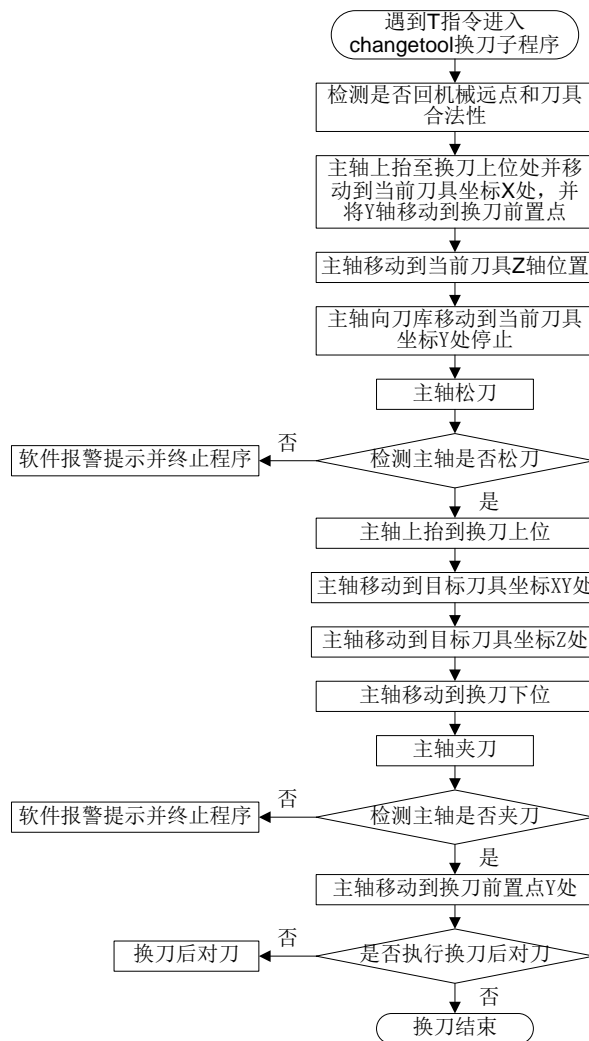 遇到T指令进入
changetool换刀子程序
检测是否回机械远点和刀具
合法性
主轴上抬至换刀上位处并移
动到当前刀具坐标X处，并
将Y轴移动到换刀前置点
主轴移动到当前刀具Z轴位置
主轴向刀库移动到当前刀具
坐标Y处停止
主轴松刀
否
软件报警提示并终止程序
检测主轴是否松刀
是
主轴上抬到换刀上位
主轴移动到目标刀具坐标XY处
主轴移动到目标刀具坐标Z处
主轴移动到换刀下位
主轴夹刀
否
软件报警提示并终止程序
检测主轴是否夹刀
是
主轴移动到换刀前置点Y处
否
换刀后对刀
是否执行换刀后对刀
否
换刀结束